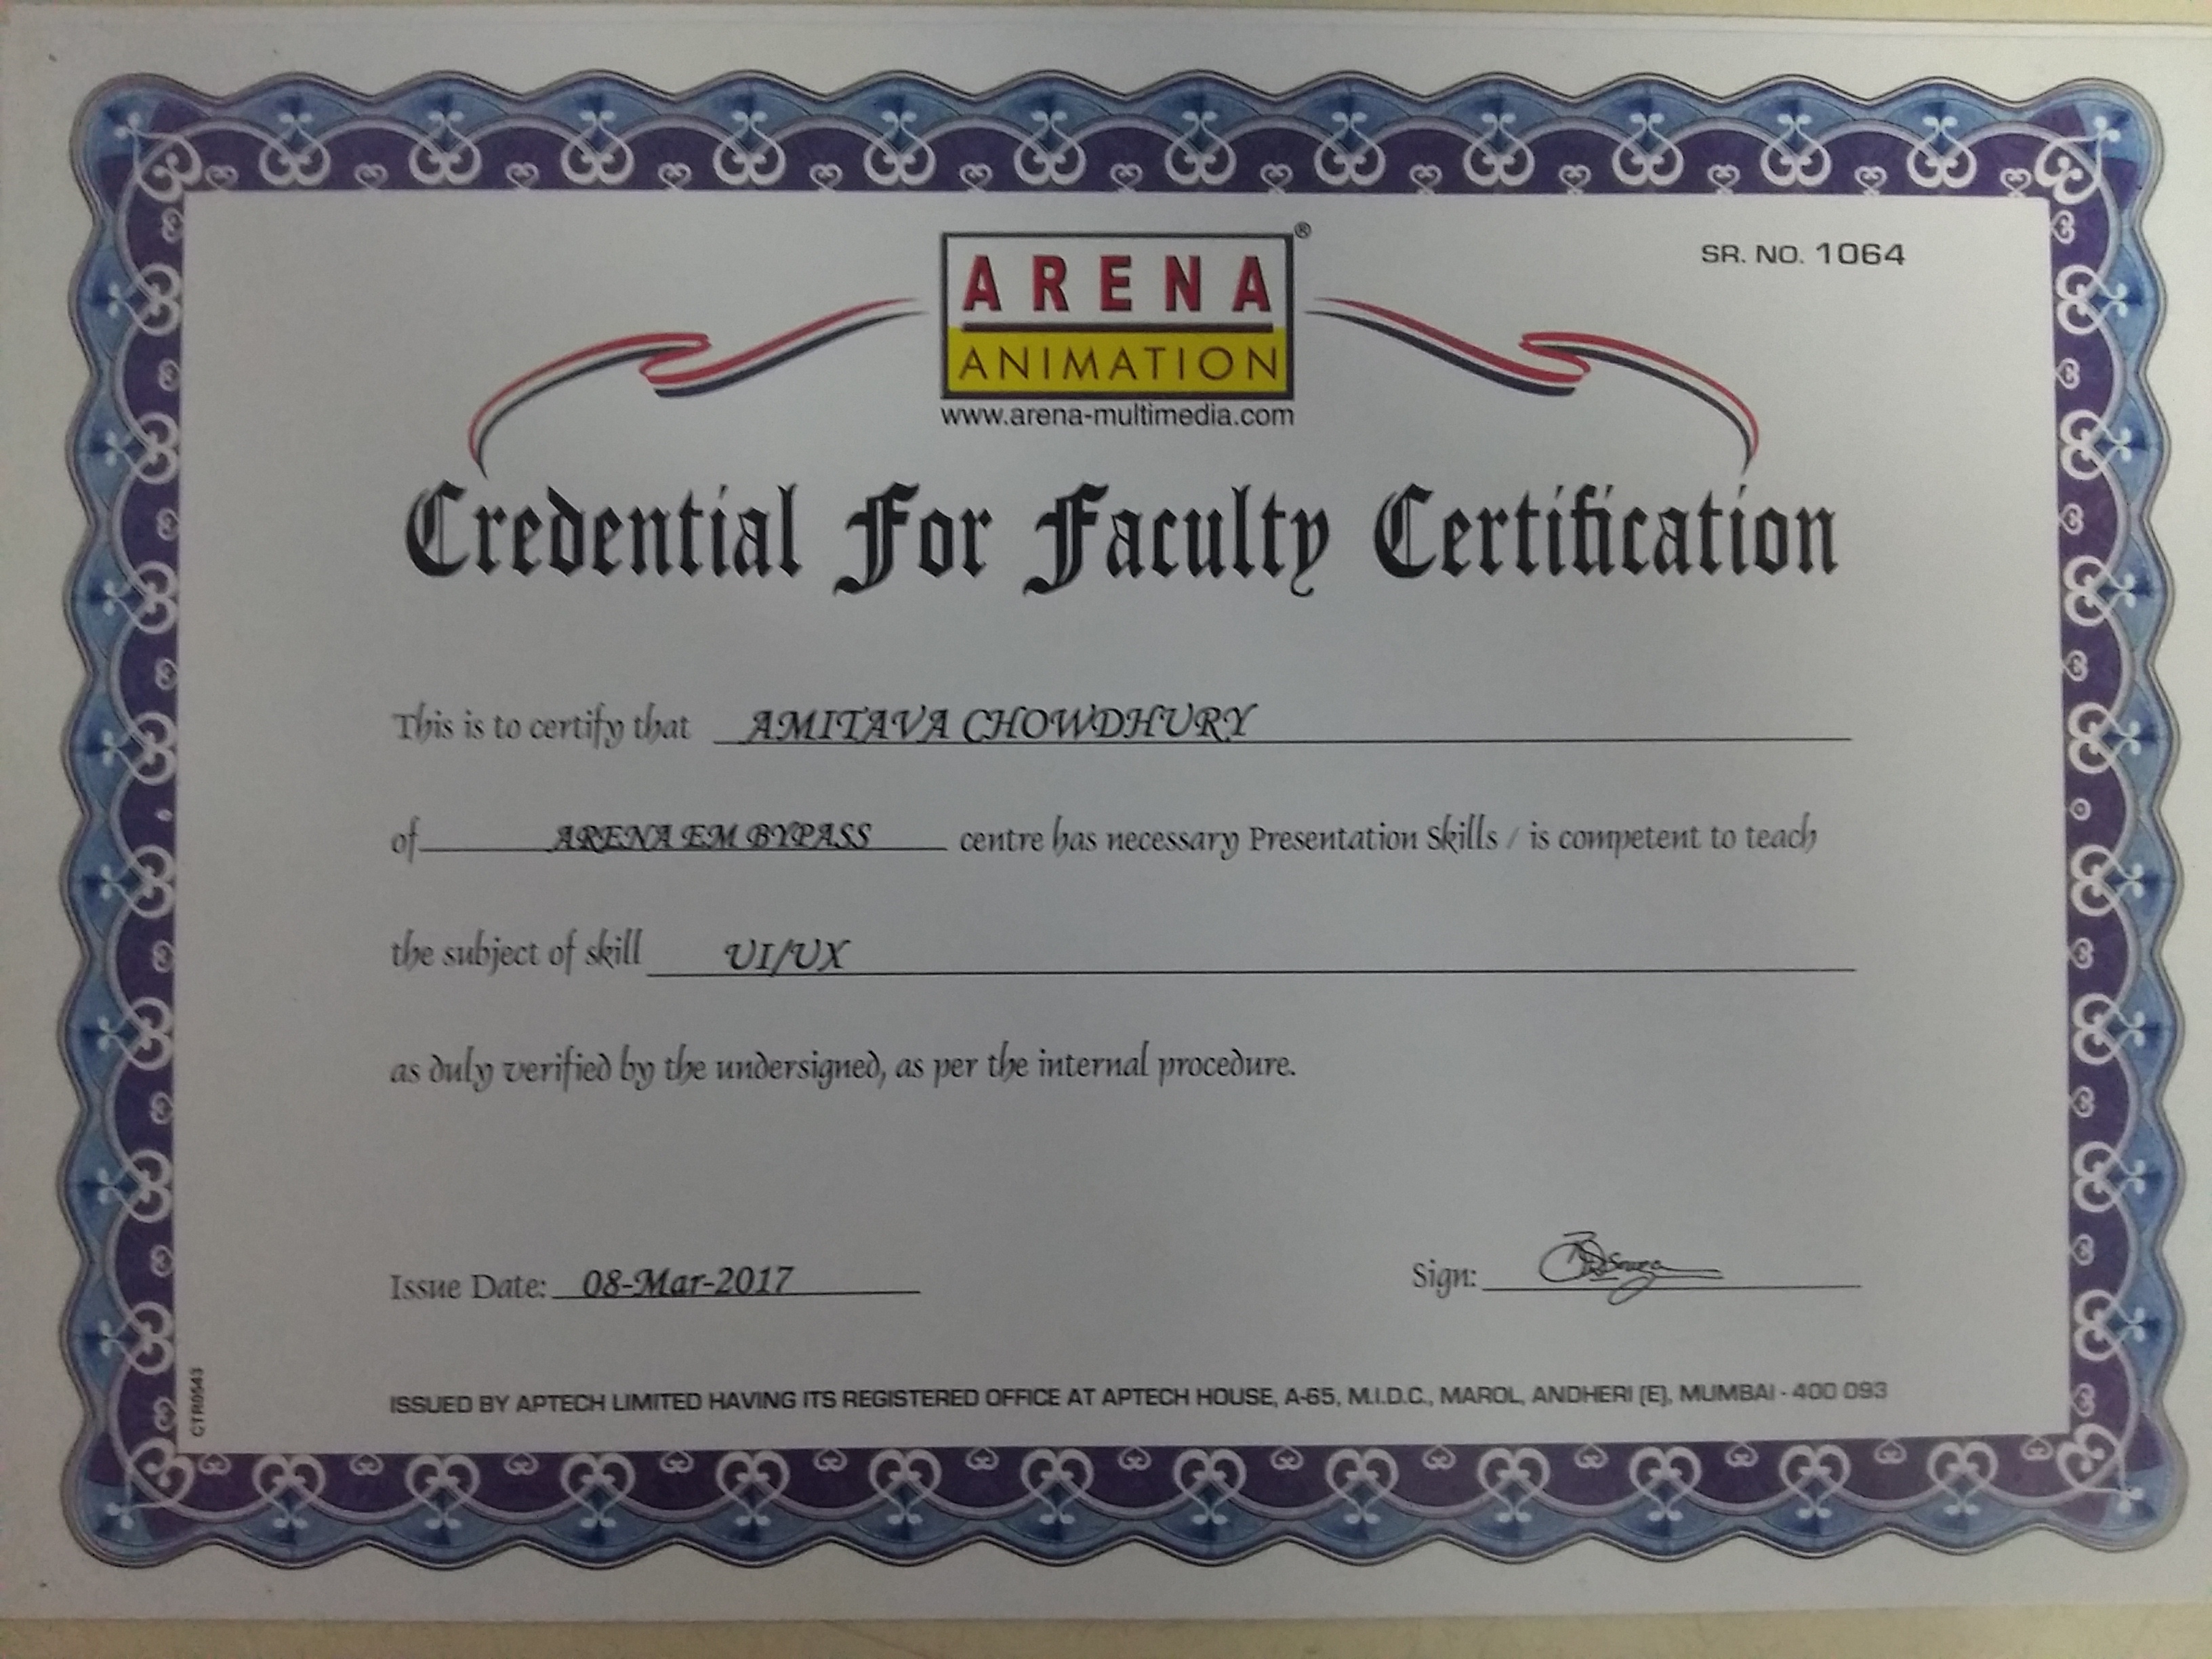 SR. NO. 1064
ARENA®
ANIMATION
www.arena-multimedia.com
Credential For Faculty Certification
This is to certify that AMITAVA CHOWDHURY
of ARENA EM BYPASS centre has necessary Presentation Skills / is competent to teach
the subject of skill UI/UX
as duly verified by the undersigned, as per the internal procedure.
Issue Date: 08-Mar-2017 Sign:
ISSUED BY APTECH LIMITED HAVING ITS REGISTERED OFFICE AT APTECH HOUSE, A-65, M.I.D.C., MAROL, ANDHERI (E), MUMBAI - 400 093
CTR0543